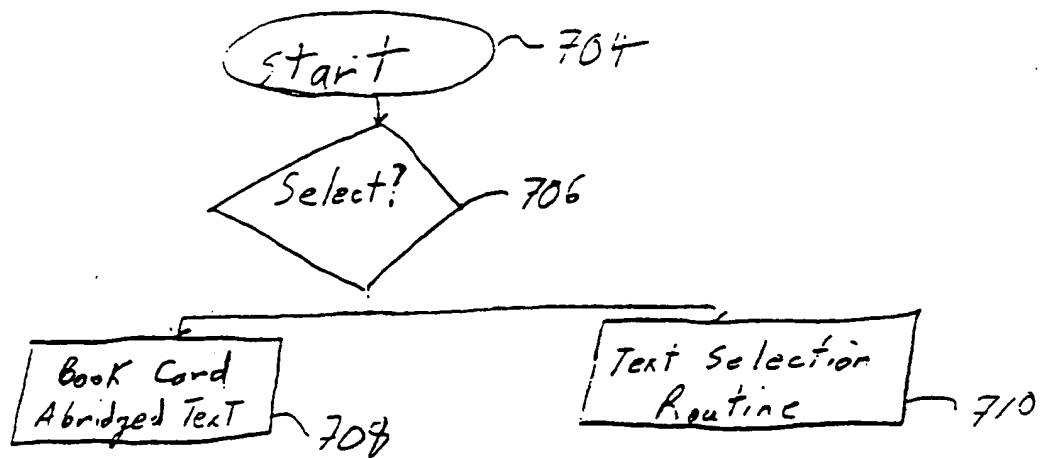 start
704
Select?
706
Book Card
Abridged Text
708
Text Selection
Routine
710